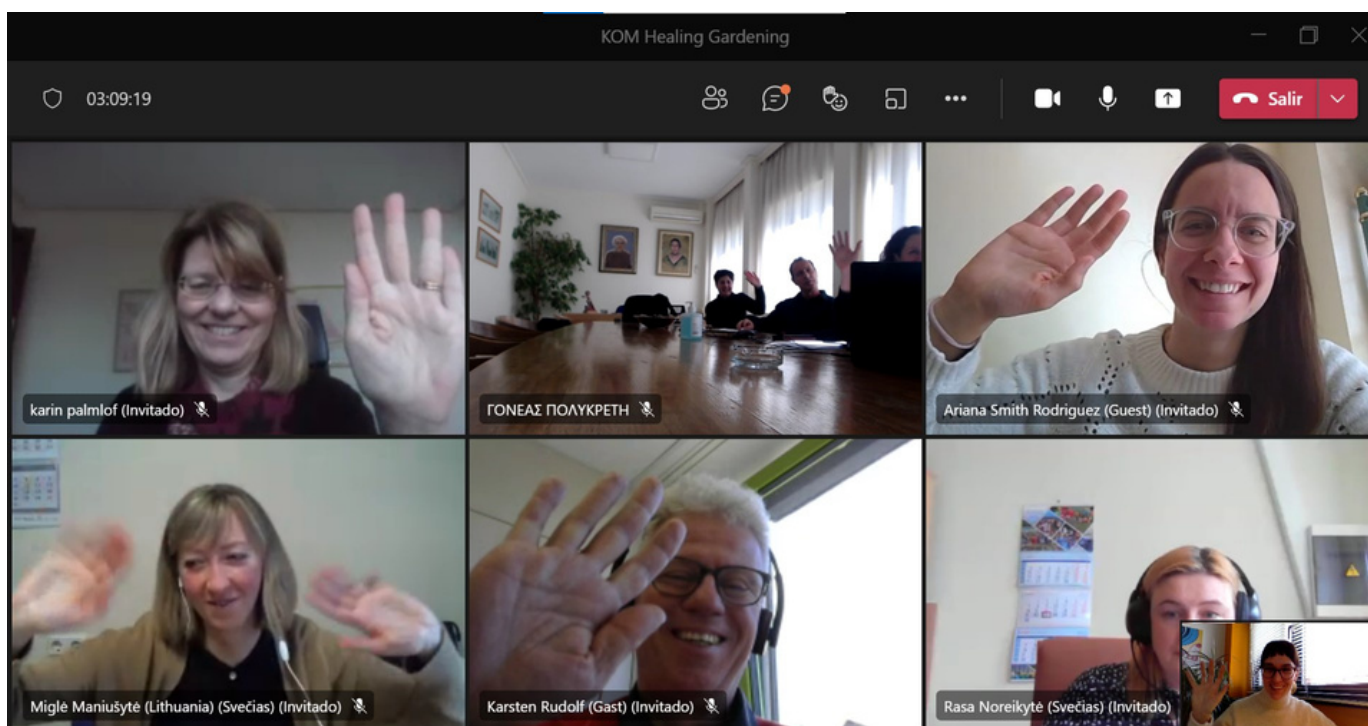 KOM Healing Gardening
03:09:19
Salir
karin palmlof (Invitado)
ΓΟΝΕΑΣ ΠΟΛΥΚΡΕΤΗ
Ariana Smith Rodriguez (Guest) (Invitado)
Miglė Maniušytė (Lithuania) (Svečias) (Invitado)
Karsten Rudolf (Gast) (Invitado)
Rasa Noreikytė (Svečias) (Invitado)